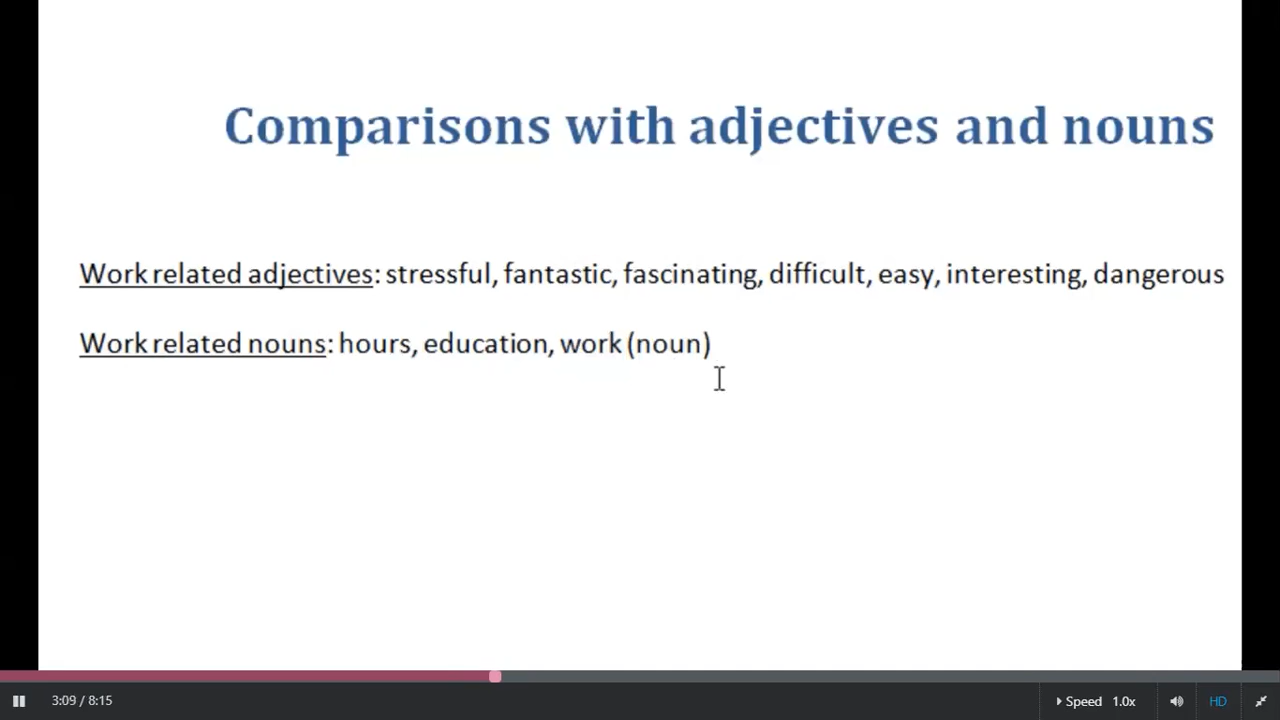 Comparisons with adjectives and nouns
Work related adjectives: stressful, fantastic, fascinating, difficult, easy, interesting, dangerous
Work related nouns: hours, education, work (noun)
3:09 / 8:15
Speed 1.0x
HD